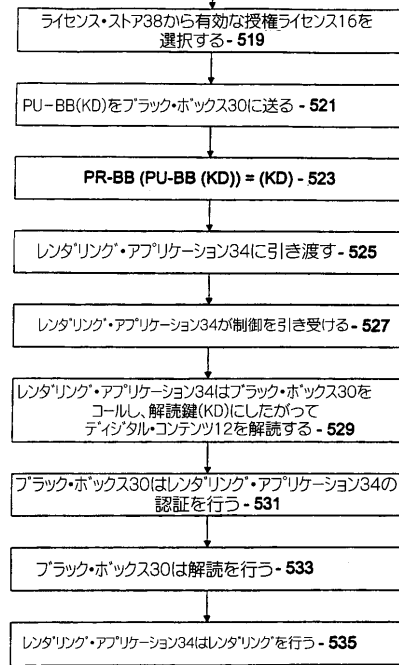 ライセンス・ストア38から有効な授権ライセンス16を
選択する - 519
PU-BB(KD)をブラック・ボックス30に送る - 521
PR-BB (PU-BB (KD)) = (KD) - 523
レンダリング・アプリケーション34に引き渡す - 525
レンダリング・アプリケーション34が制御を引き受ける - 527
レンダリング・アプリケーション34はブラック・ボックス30を
コールし、解読鍵(KD)にしたがって
ディジタル・コンテンツ12を解読する - 529
ブラック・ボックス30はレンダリング・アプリケーション34の
認証を行う - 531
ブラック・ボックス30は解読を行う - 533
レンダリング・アプリケーション34はレンダリングを行う - 535